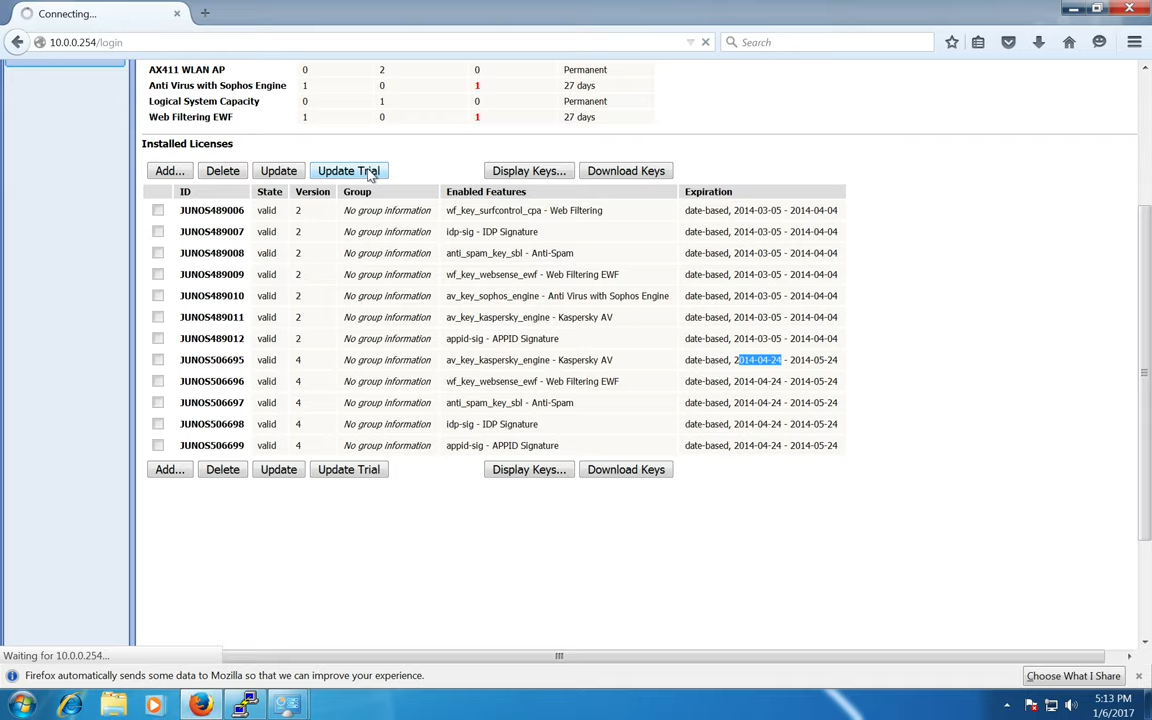 Connecting...
10.0.0.254/login
Search
AX411 WLAN AP 0 2 0 Permanent
Anti Virus with Sophos Engine 1 0 1 27 days
Logical System Capacity 0 1 0 Permanent
Web Filtering EWF 1 0 1 27 days
Installed Licenses
Add... Delete Update Update Trial Display Keys... Download Keys
ID State Version Group Enabled Features Expiration
JUNOS489006 valid 2 No group information wf_key_surfcontrol_cpa - Web Filtering date-based, 2014-03-05 - 2014-04-04
JUNOS489007 valid 2 No group information idp-sig - IDP Signature date-based, 2014-03-05 - 2014-04-04
JUNOS489008 valid 2 No group information anti_spam_key_sbl - Anti-Spam date-based, 2014-03-05 - 2014-04-04
JUNOS489009 valid 2 No group information wf_key_websense_ewf - Web Filtering EWF date-based, 2014-03-05 - 2014-04-04
JUNOS489010 valid 2 No group information av_key_sophos_engine - Anti Virus with Sophos Engine date-based, 2014-03-05 - 2014-04-04
JUNOS489011 valid 2 No group information av_key_kaspersky_engine - Kaspersky AV date-based, 2014-03-05 - 2014-04-04
JUNOS489012 valid 2 No group information appid-sig - APPID Signature date-based, 2014-03-05 - 2014-04-04
JUNOS506695 valid 4 No group information av_key_kaspersky_engine - Kaspersky AV date-based, 2014-04-24 - 2014-05-24
JUNOS506696 valid 4 No group information wf_key_websense_ewf - Web Filtering EWF date-based, 2014-04-24 - 2014-05-24
JUNOS506697 valid 4 No group information anti_spam_key_sbl - Anti-Spam date-based, 2014-04-24 - 2014-05-24
JUNOS506698 valid 4 No group information idp-sig - IDP Signature date-based, 2014-04-24 - 2014-05-24
JUNOS506699 valid 4 No group information appid-sig - APPID Signature date-based, 2014-04-24 - 2014-05-24
Add... Delete Update Update Trial Display Keys... Download Keys
Waiting for 10.0.0.254...
Firefox automatically sends some data to Mozilla so that we can improve your experience. Choose What I Share
5:13 PM
1/6/2017